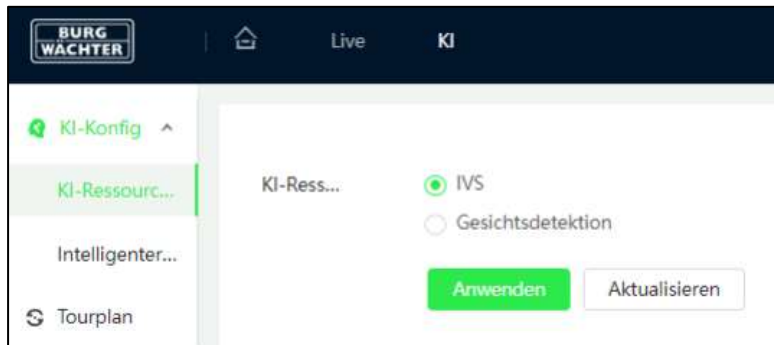 BURG
WÄCHTER
Live KI
KI-Konfig
KI-Ressourc...
KI-Ress... IVS
Gesichtsdetektion
Intelligenter...
Anwenden Aktualisieren
Tourplan